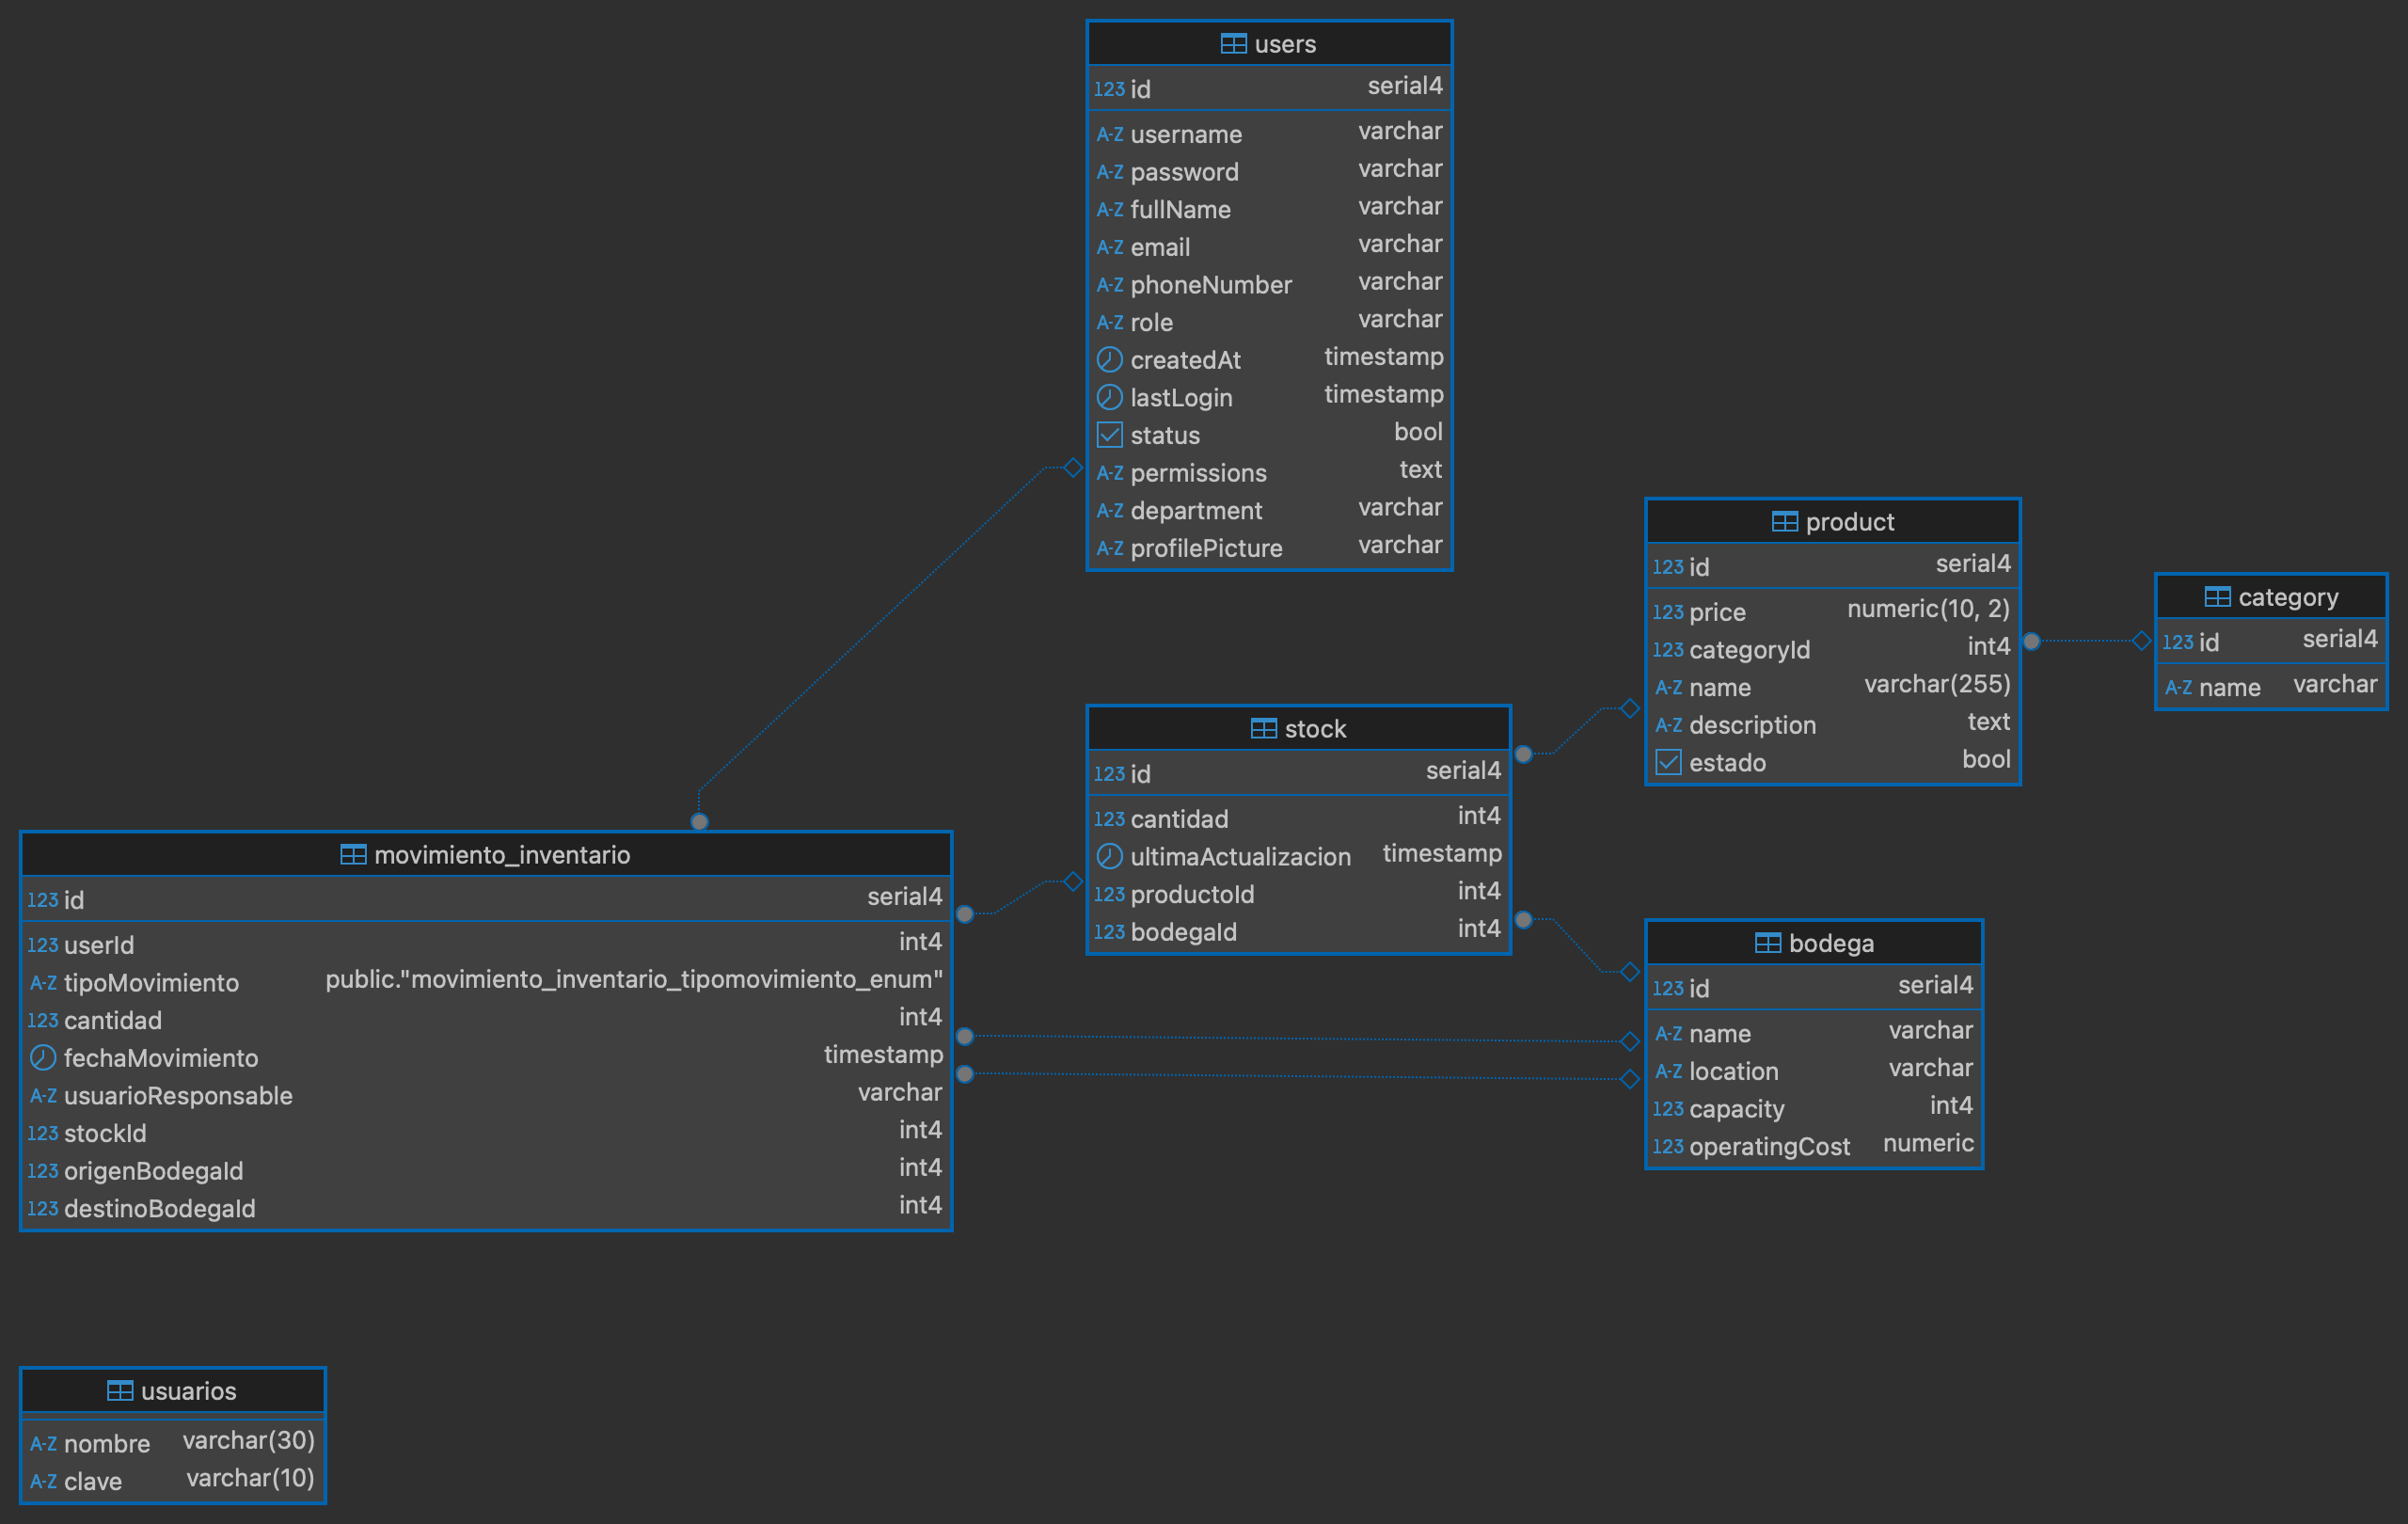 users
123 id serial4
A-Z username varchar
A-Z password varchar
A-Z fullName varchar
A-Z email varchar
A-Z phoneNumber varchar
A-Z role varchar
createdAt timestamp
lastLogin timestamp
status bool
A-Z permissions text
A-Z department varchar
A-Z profilePicture varchar
product
123 id serial4
123 price numeric(10, 2)
123 categoryId int4
A-Z name varchar(255)
A-Z description text
estado bool
category
123 id serial4
A-Z name varchar
stock
123 id serial4
123 cantidad int4
ultimaActualizacion timestamp
123 productoId int4
123 bodegaId int4
movimiento_inventario
123 id serial4
123 userId int4
A-Z tipoMovimiento public."movimiento_inventario_tipomovimiento_enum"
123 cantidad int4
fechaMovimiento timestamp
A-Z usuarioResponsable varchar
123 stockId int4
123 origenBodegaId int4
123 destinoBodegaId int4
bodega
123 id serial4
A-Z name varchar
A-Z location varchar
123 capacity int4
123 operatingCost numeric
usuarios
A-Z nombre varchar(30)
A-Z clave varchar(10)